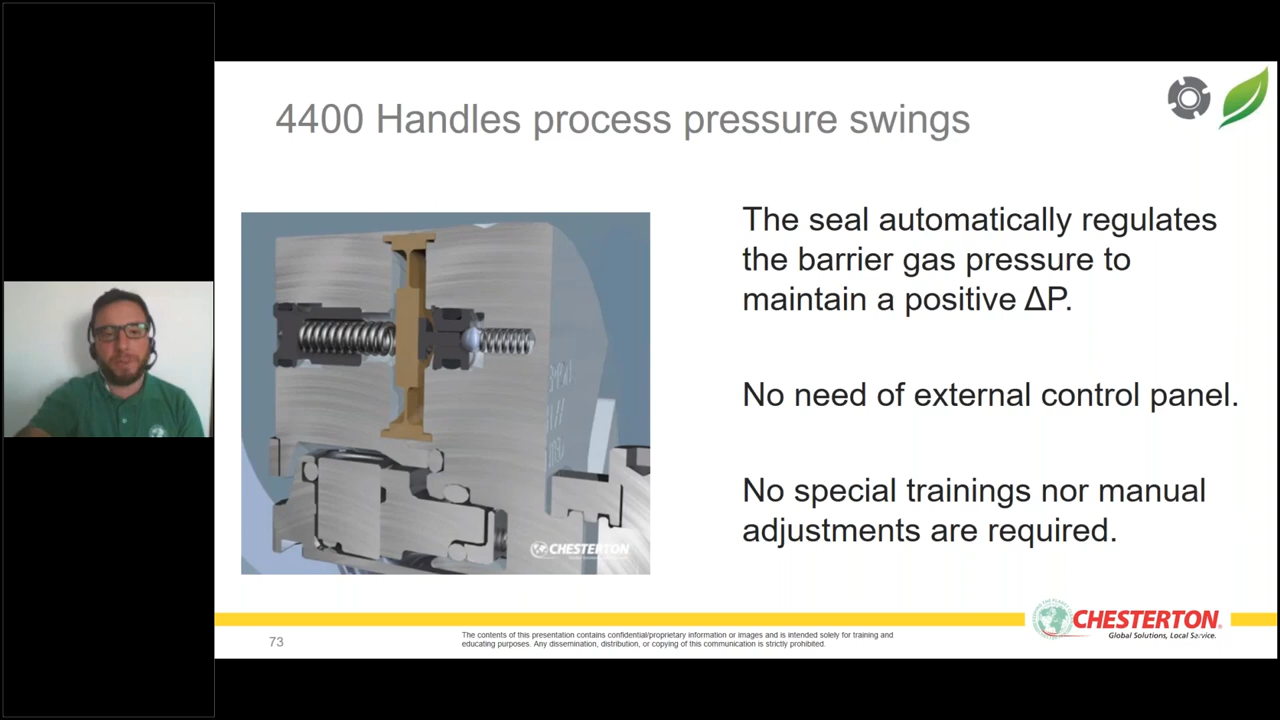 4400 Handles process pressure swings
The seal automatically regulates
the barrier gas pressure to
maintain a positive ΔP.
No need of external control panel.
No special trainings nor manual
adjustments are required.
CHESTERTON
CHESTERTON
Global Solutions, Local Service.
73
The contents of this presentation contains confidential/proprietary information or images and is intended solely for training and
educating purposes. Any dissemination, distribution, or copying of this communication is strictly prohibited.